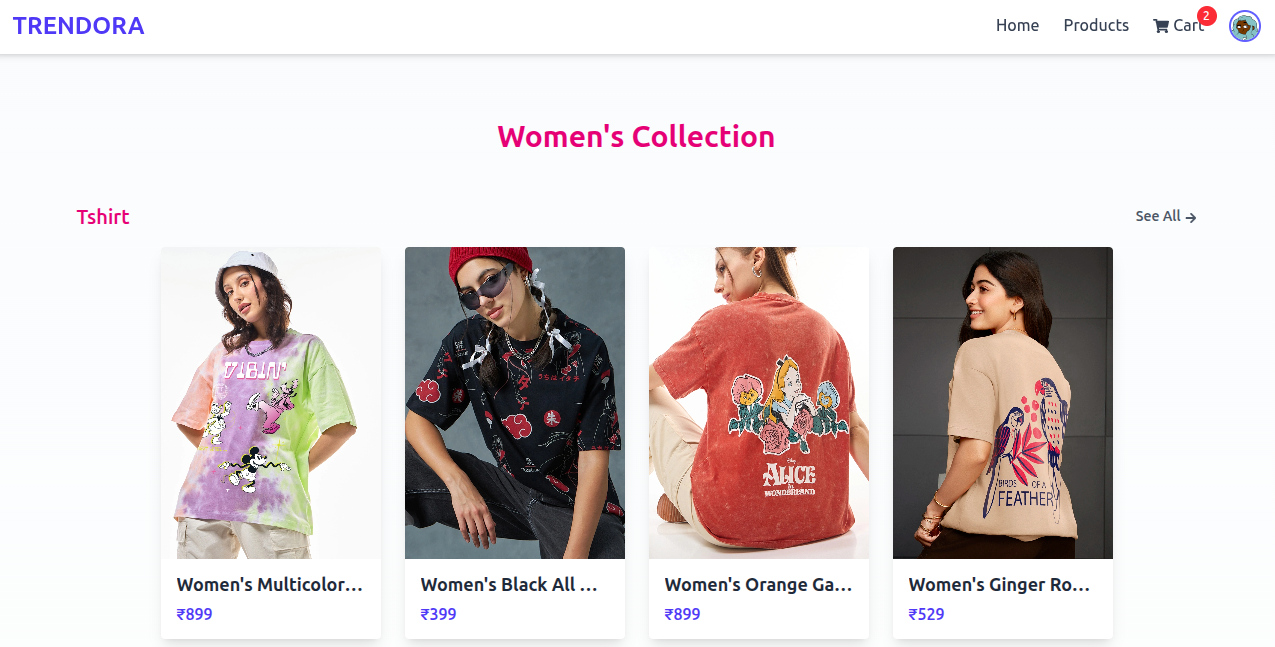 TRENDORA
Home Products Cart 2
Women's Collection
Tshirt
See All
ALICE
IN
WONDERLAND
BIRDS OF A
FEATHER
Women's Multicolor...
₹899
Women's Black All ...
₹399
Women's Orange Ga...
₹899
Women's Ginger Ro...
₹529